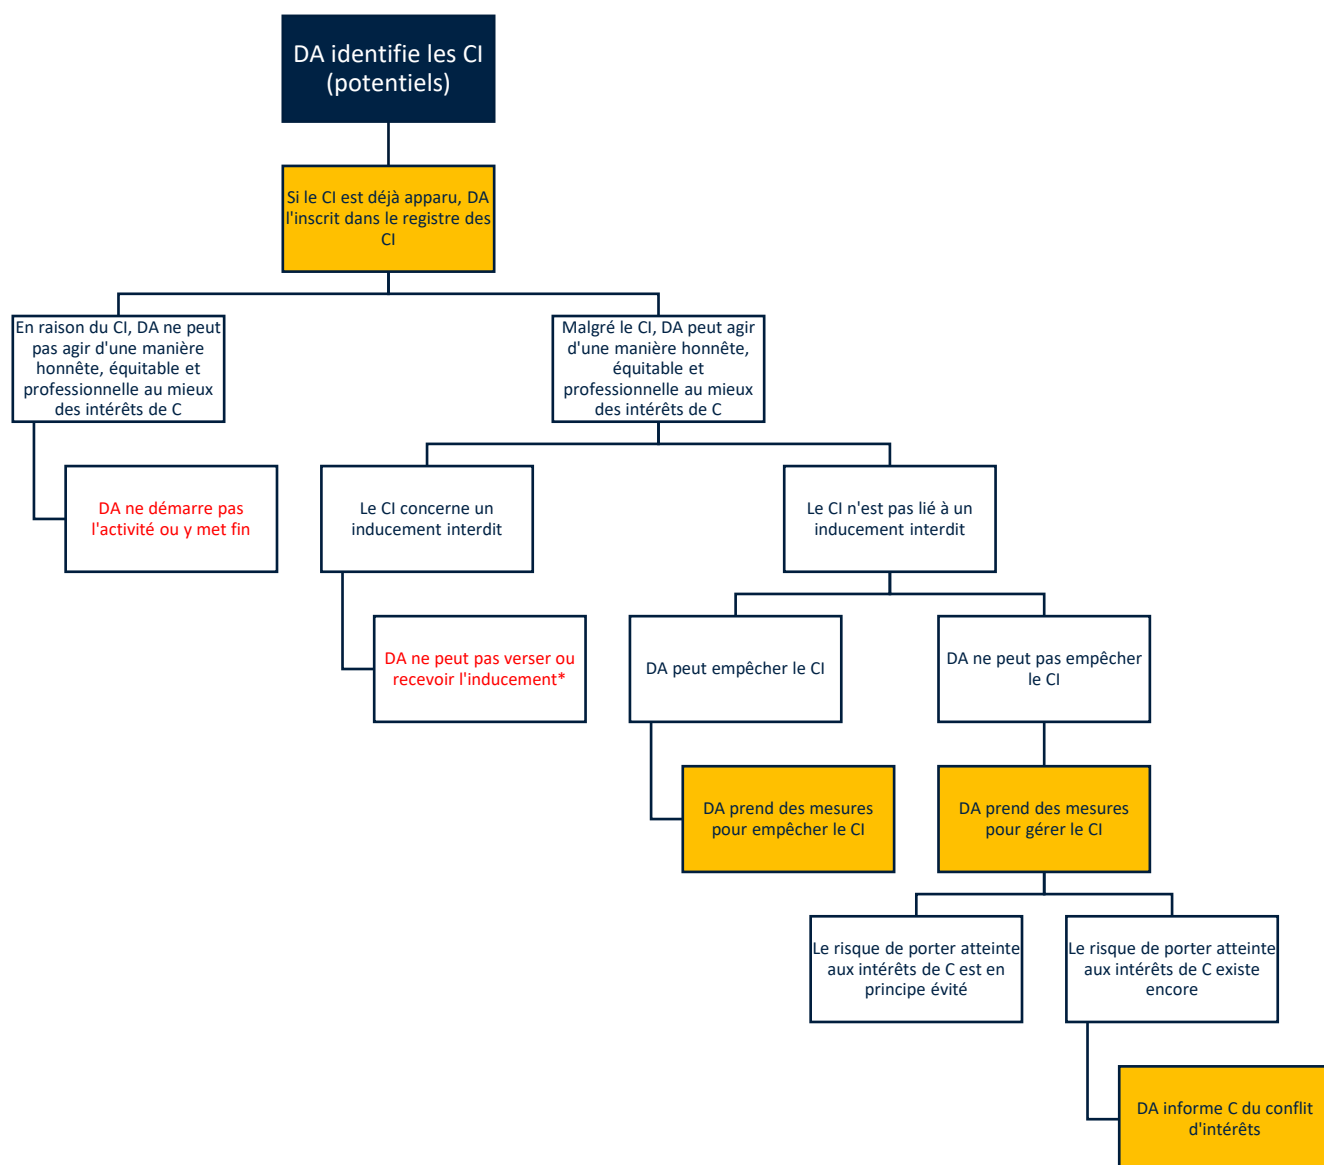 DA identifie les CI
(potentiels)
Si le CI est déjà apparu, DA
l'inscrit dans le registre des
CI
En raison du CI, DA ne peut
pas agir d'une manière
honnête, équitable et
professionnelle au mieux
des intérêts de C
Malgré le CI, DA peut agir
d'une manière honnête,
équitable et
professionnelle au mieux
des intérêts de C
DA ne démarre pas
l'activité ou y met fin
Le CI concerne un
inducement interdit
Le CI n'est pas lié à un
inducement interdit
DA ne peut pas verser ou
recevoir l'inducement*
DA peut empêcher le CI
DA ne peut pas empêcher
le CI
DA prend des mesures
pour empêcher le CI
DA prend des mesures
pour gérer le CI
Le risque de porter atteinte
aux intérêts de C est en
principe évité
Le risque de porter atteinte
aux intérêts de C existe
encore
DA informe C du conflit
d'intérêts